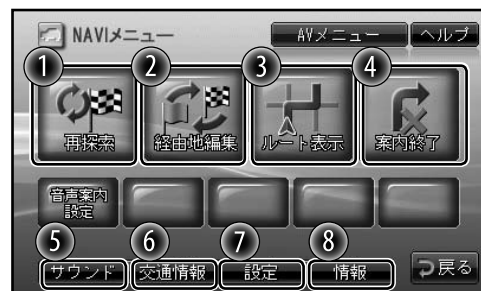 NAVIメニュー
AVメニュー
ヘルプ
1
2
3
4
再探索
経由地編集
ルート表示
案内終了
音声案内
設定
5
6
7
8
サウンド
交通情報
設定
情報
戻る